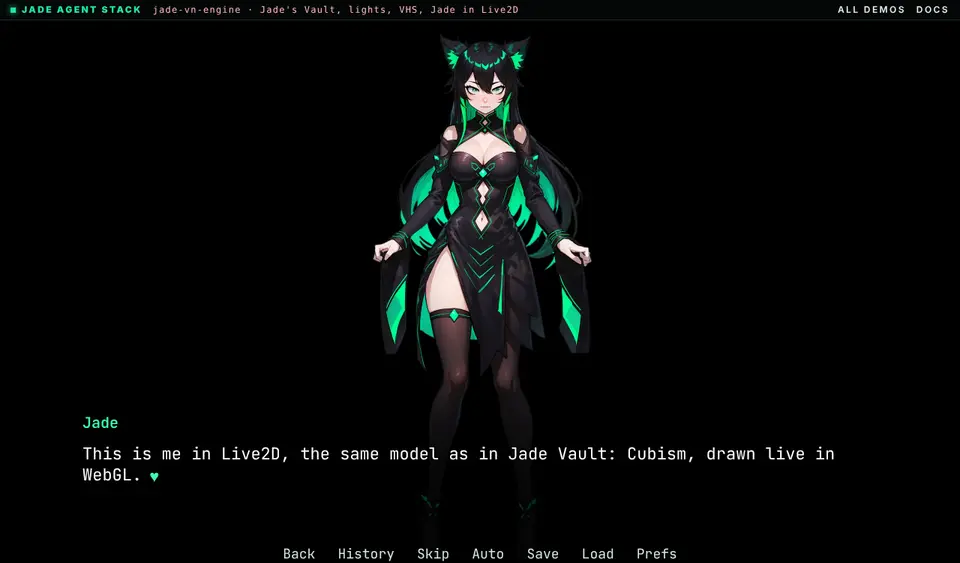 JADE AGENT STACK jade-vn-engine · Jade's Vault, lights, VHS, Jade in Live2D ALL DEMOS DOCS
Jade
This is me in Live2D, the same model as in Jade Vault: Cubism, drawn live in
WebGL. ♥
Back History Skip Auto Save Load Prefs